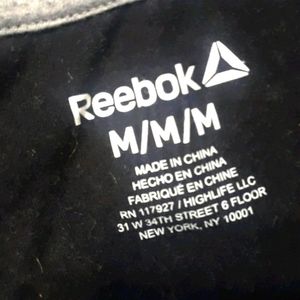 Reebok
M/M/M
MADE IN CHINA
HECHO EN CHINA
FABRIQUÉ EN CHINE
RN 117927 / HIGHLIFE LLC
31 W 34TH STREET 6 FLOOR
NEW YORK, NY 10001